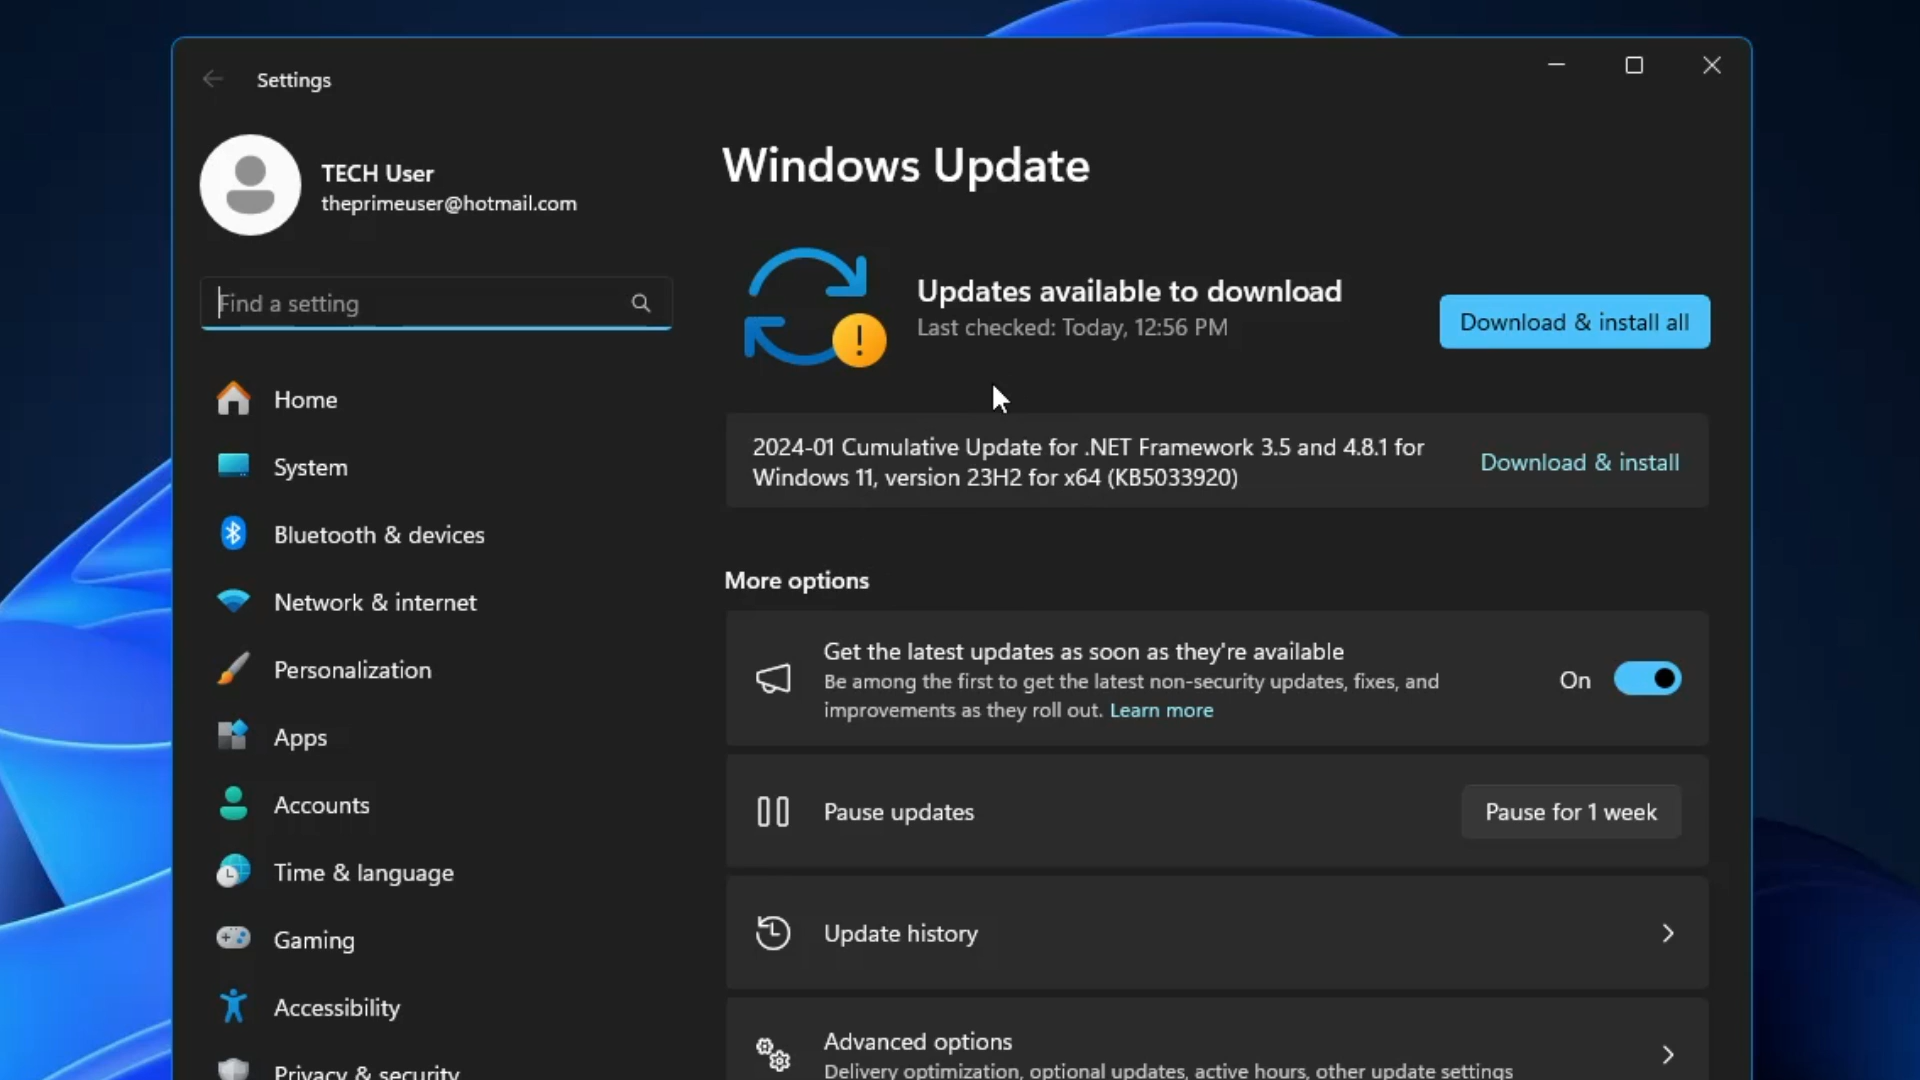 Settings
TECH User
theprimeuser@hotmail.com
Find a setting
Home
System
Bluetooth & devices
Network & internet
Personalization
Apps
Accounts
Time & language
Gaming
Accessibility
Privacy & security
Windows Update
Updates available to download
Last checked: Today, 12:56 PM
Download & install all
2024-01 Cumulative Update for .NET Framework 3.5 and 4.8.1 for
Windows 11, version 23H2 for x64 (KB5033920)
Download & install
More options
Get the latest updates as soon as they're available
Be among the first to get the latest non-security updates, fixes, and
improvements as they roll out. Learn more
On
Pause updates
Pause for 1 week
Update history
Advanced options
Delivery optimization, optional updates, active hours, other update settings